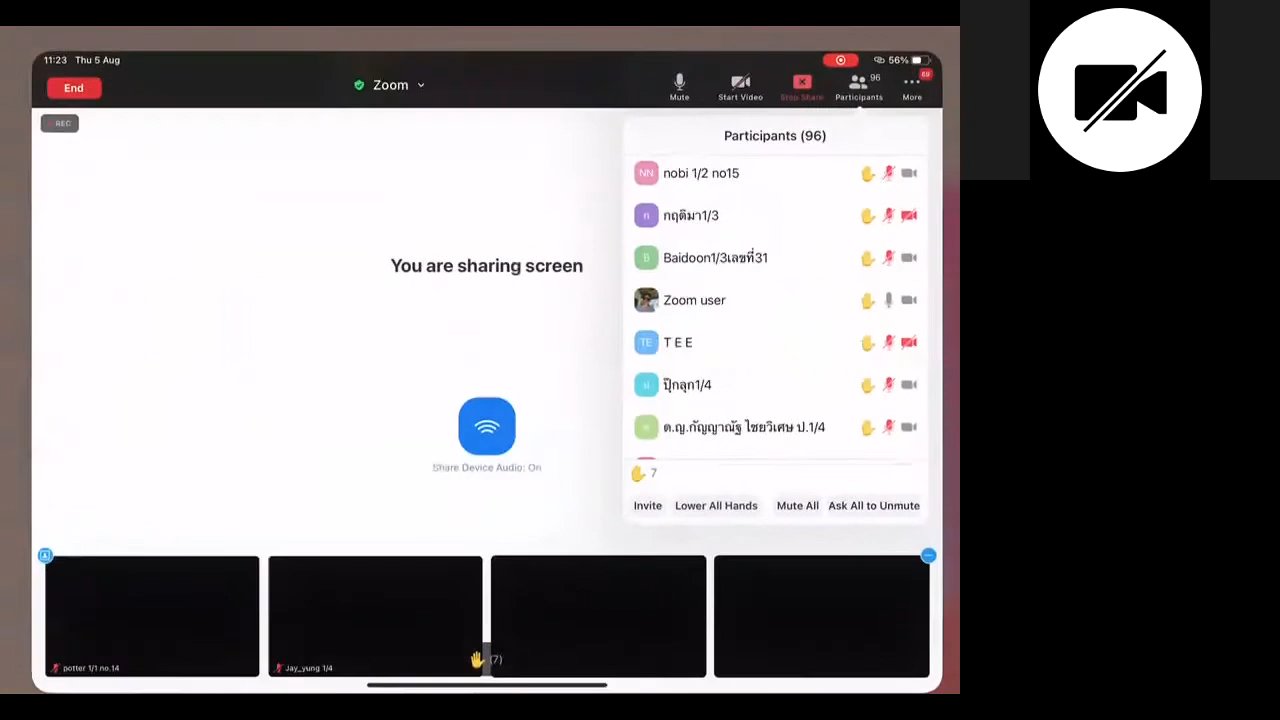 11:23 Thu 5 Aug
56%
End
Zoom
Mute
Start Video
Stop Share
96
Participants
69
More
REC
Participants (96)
NN nobi 1/2 no15
ก กฤติมา1/3
B Baidoon1/3เลขที่31
Zoom user
TE T E E
ปุ๊กลุก1/4
ด.ญ.กัญญาณัฐ ไชยวิเศษ ป.1/4
You are sharing screen
Share Device Audio: On
7
Invite
Lower All Hands
Mute All
Ask All to Unmute
potter 1/1 no.14
Jay_yung 1/4
(7)